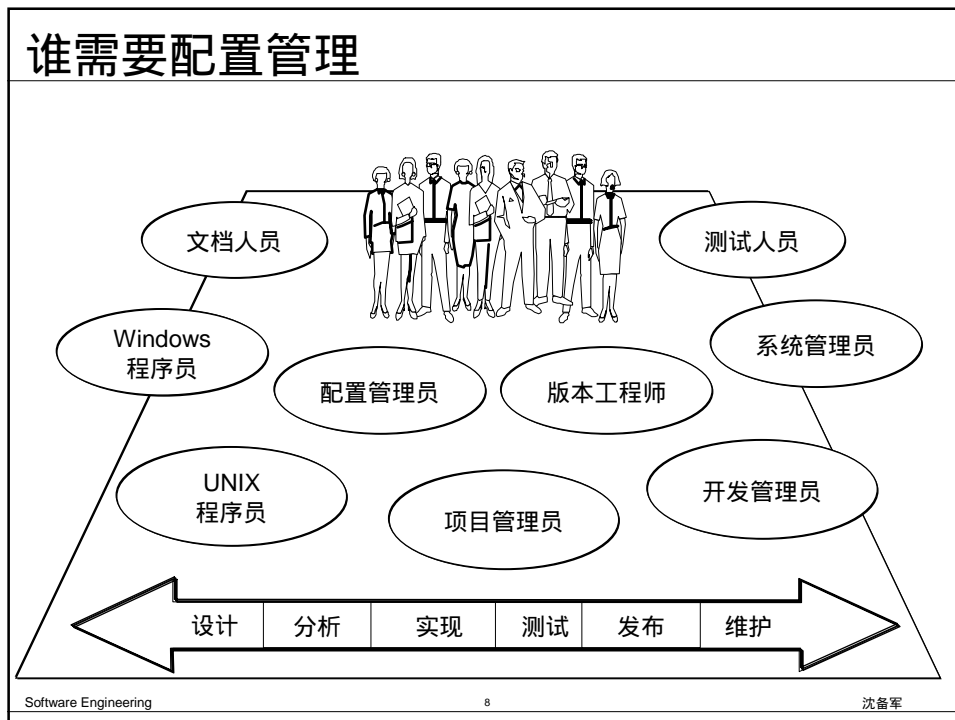 谁需要配置管理
文档人员
测试人员
Windows
程序员
系统管理员
配置管理员
版本工程师
UNIX
程序员
项目管理员
开发管理员
设计 分析 实现 测试 发布 维护
Software Engineering 8 沈备军